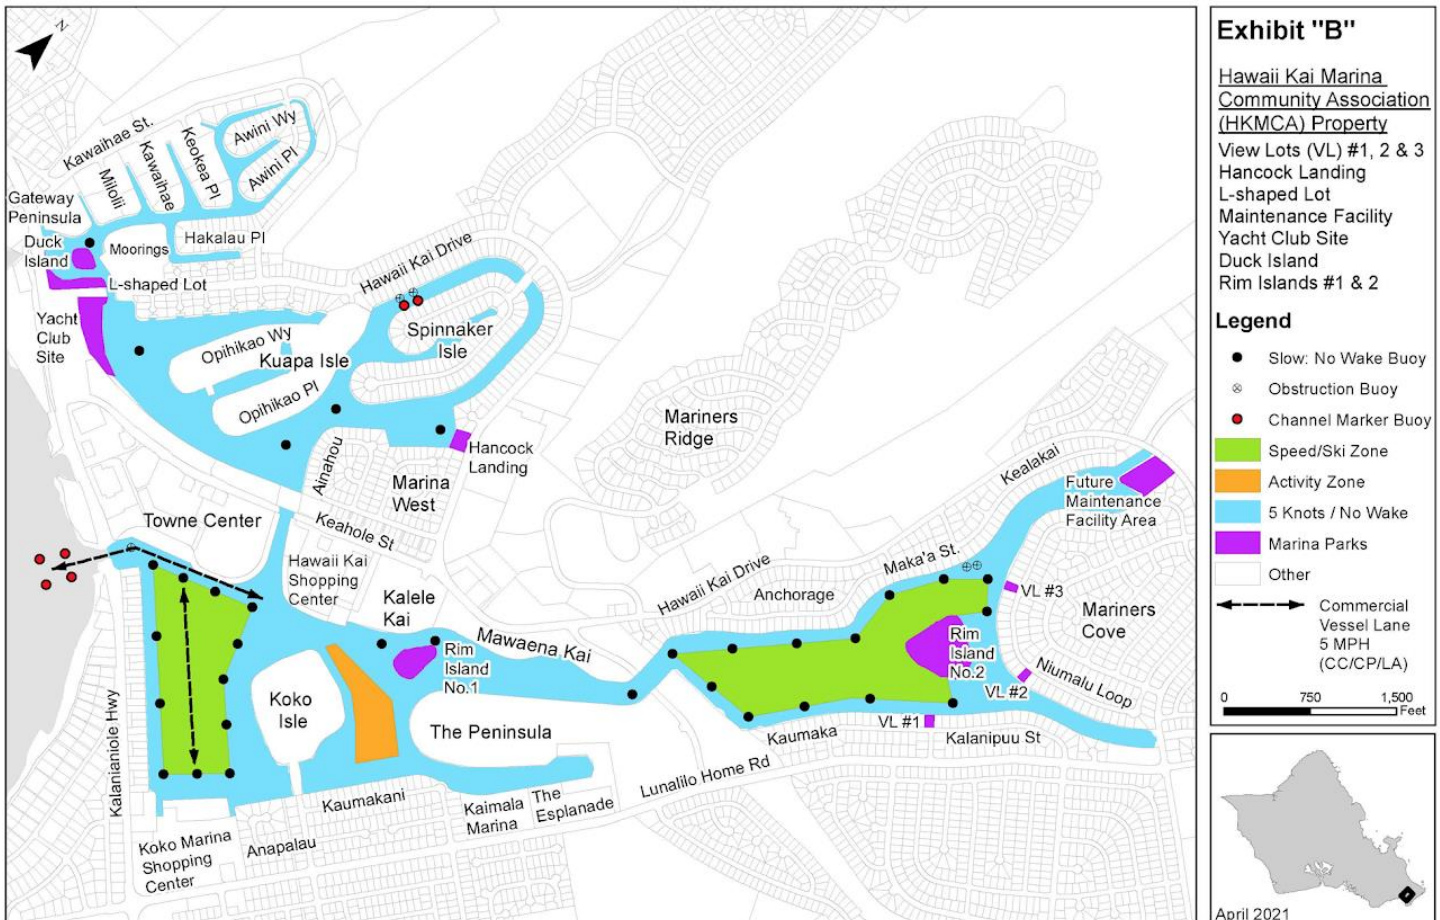 N
Kawaihae St.
Awini Wy
Keokea Pl
Kawaihae
Milolii
Awini Pl
Gateway
Peninsula
Duck
Island
Moorings
Hakalau Pl
L-shaped Lot
Hawaii Kai Drive
Yacht
Club
Site
Opihikao Wy
Kuapa Isle
Opihikao Pl
Spinnaker
Isle
Mariners
Ridge
Hancock
Landing
Ainahou
Marina
West
Keahole St
Towne Center
Hawaii Kai
Shopping
Center
Kalele
Kai
Kealakai
Future
Maintenance
Facility Area
Maka'a St.
Hawaii Kai Drive
Anchorage
VL #3
Mariners
Cove
Mawaena Kai
Rim
Island
No.1
Rim
Island
No.2
Niumalu Loop
VL #2
VL #1
Koko
Isle
The Peninsula
Kaumaka
Kalanipuu St
Lunalilo Home Rd
Kalanianiole Hwy
Kaumakani
Kaimala
Marina
The
Esplanade
Anapalau
Koko Marina
Shopping
Center
Exhibit "B"
Hawaii Kai Marina
Community Association
(HKMCA) Property
View Lots (VL) #1, 2 & 3
Hancock Landing
L-shaped Lot
Maintenance Facility
Yacht Club Site
Duck Island
Rim Islands #1 & 2
Legend
Slow: No Wake Buoy
Obstruction Buoy
Channel Marker Buoy
Speed/Ski Zone
Activity Zone
5 Knots / No Wake
Marina Parks
Other
Commercial
Vessel Lane
5 MPH
(CC/CP/LA)
0 750 1,500
Feet
April 2021